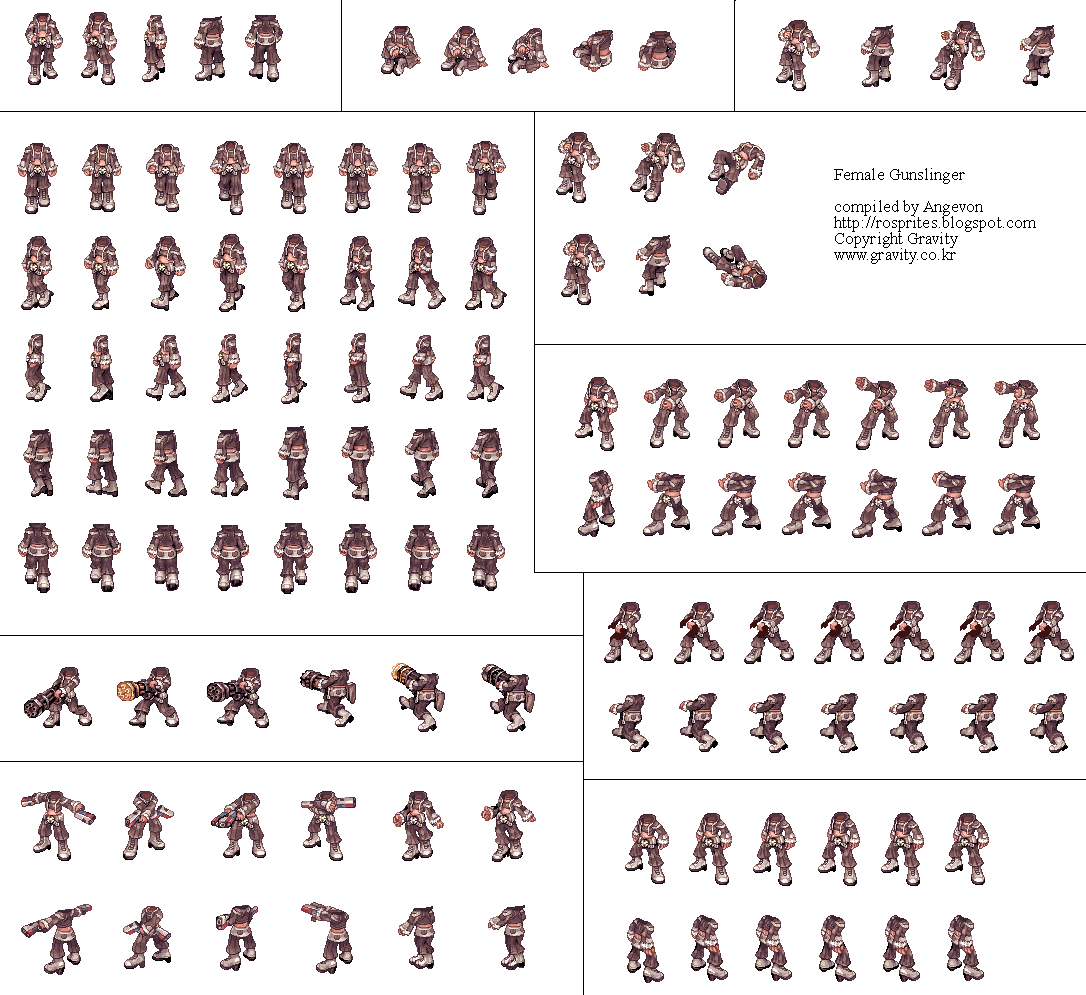 Female Gunslinger
compiled by Angevon
http://rosprites.blogspot.com
Copyright Gravity
www.gravity.co.kr